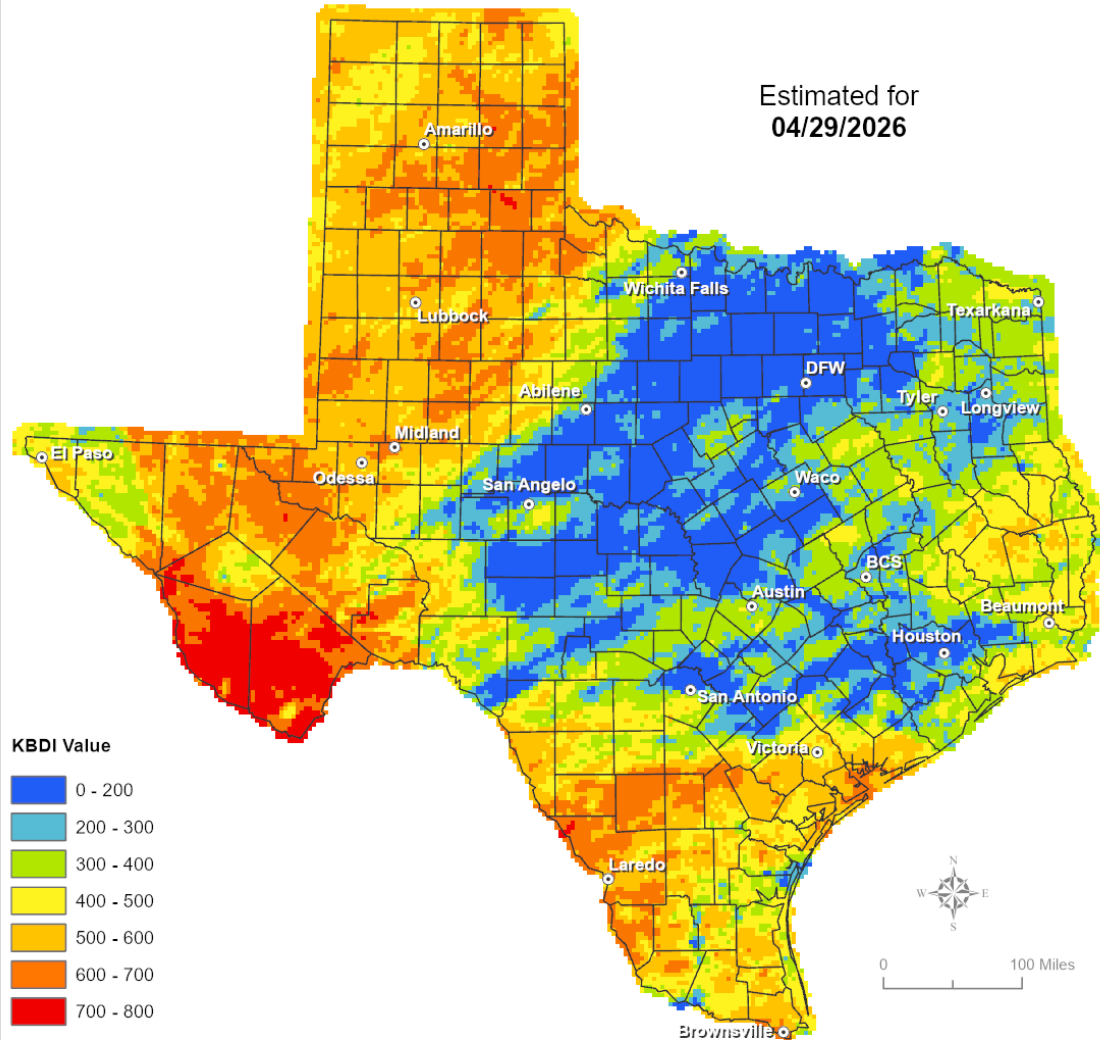 Estimated for
04/29/2026
Amarillo
Wichita Falls
Lubbock
Texarkana
DFW
Abilene
Tyler
Longview
Midland
El Paso
Odessa
San Angelo
Waco
BCS
Austin
Beaumont
Houston
San Antonio
Victoria
Laredo
Brownsville
KBDI Value
0 - 200
200 - 300
300 - 400
400 - 500
500 - 600
600 - 700
700 - 800
N
W E
S
0 100 Miles